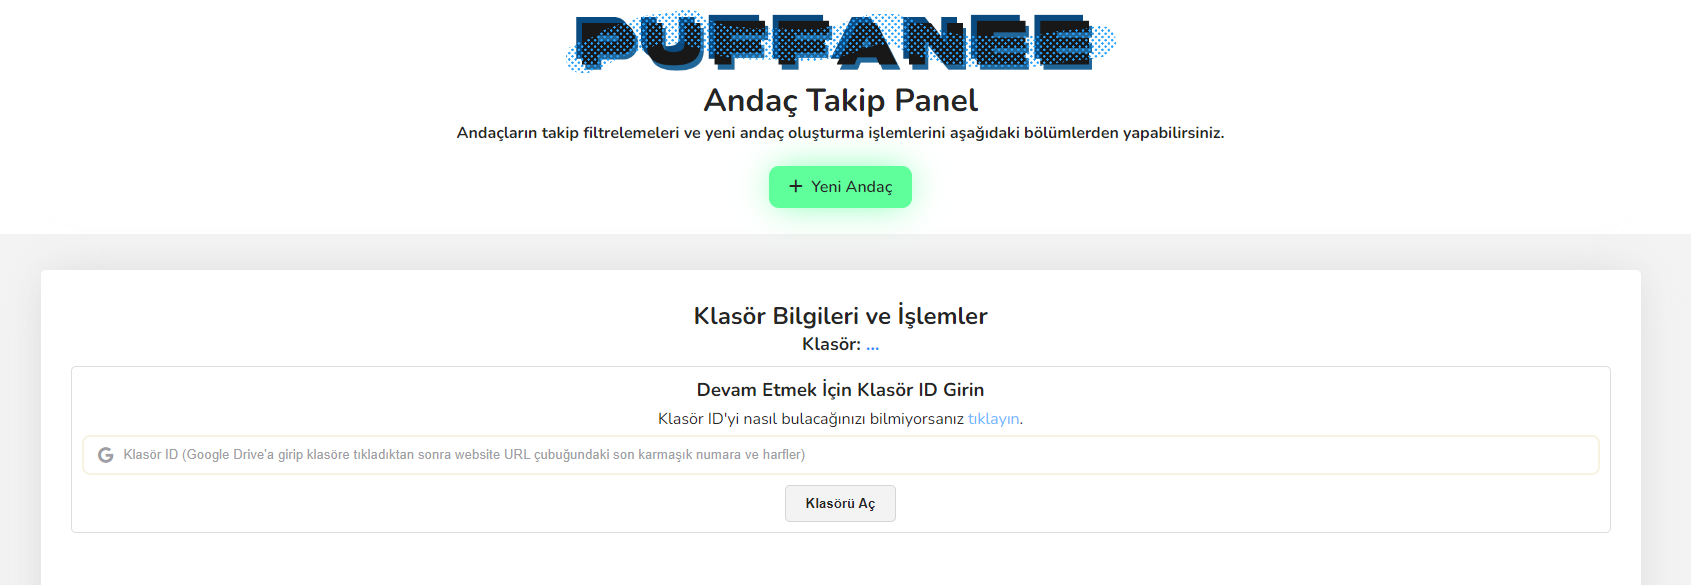 PUFFANEE
Andaç Takip Panel
Andaçların takip filtrelemeleri ve yeni andaç oluşturma işlemlerini aşağıdaki bölümlerden yapabilirsiniz.
+ Yeni Andaç
Klasör Bilgileri ve İşlemler
Klasör: ...
Devam Etmek İçin Klasör ID Girin
Klasör ID'yi nasıl bulacağınızı bilmiyorsanız tıklayın.
G Klasör ID (Google Drive'a girip klasöre tıkladıktan sonra website URL çubuğundaki son karmaşık numara ve harfler)
Klasörü Aç